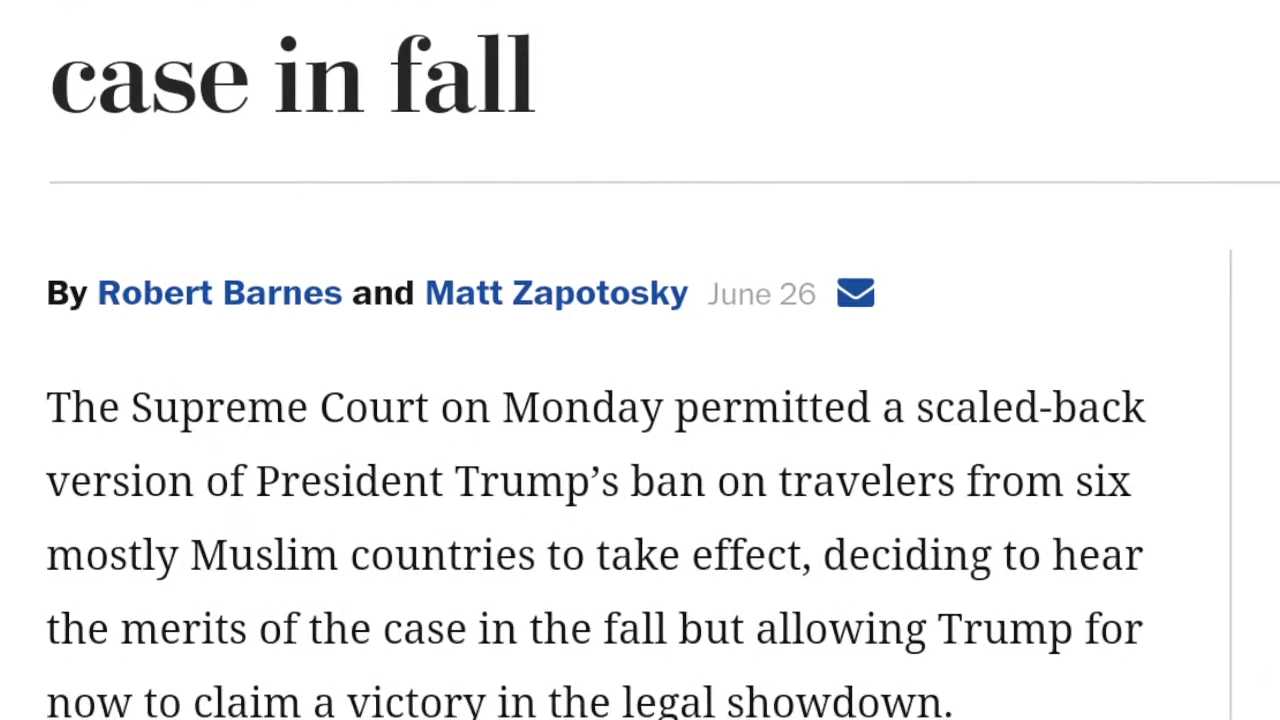 case in fall
By Robert Barnes and Matt Zapotosky June 26
The Supreme Court on Monday permitted a scaled-back
version of President Trump’s ban on travelers from six
mostly Muslim countries to take effect, deciding to hear
the merits of the case in the fall but allowing Trump for
now to claim a victory in the legal showdown.